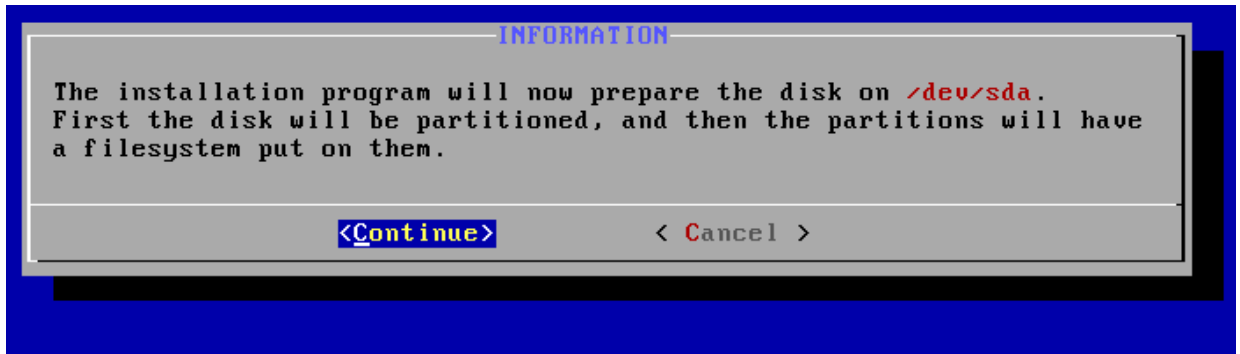 INFORMATION
The installation program will now prepare the disk on /dev/sda.
First the disk will be partitioned, and then the partitions will have
a filesystem put on them.
<Continue> < Cancel >